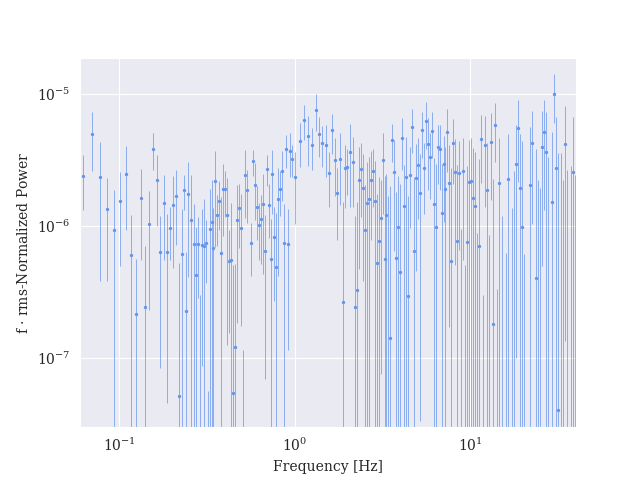 f · rms-Normalized Power
10⁻⁵
10⁻⁶
10⁻⁷
10⁻¹ 10⁰ 10¹
Frequency [Hz]